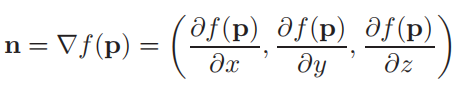 n = ∇f(p) = (∂f(p)/∂x, ∂f(p)/∂y, ∂f(p)/∂z)